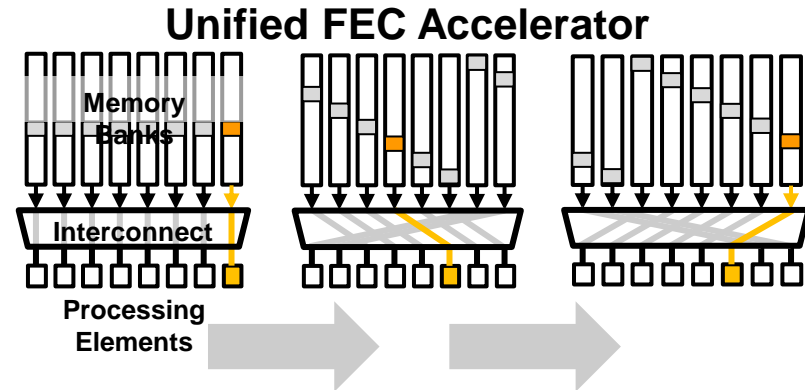 Unified FEC Accelerator
Memory
Banks
Interconnect
Processing
Elements